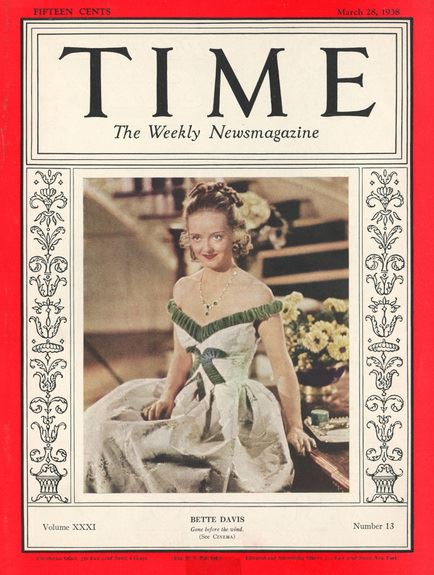 FIFTEEN CENTS March 28, 1938
TIME
The Weekly Newsmagazine
BETTE DAVIS
Volume XXXI Gone before the wind. Number 13
(See CINEMA)